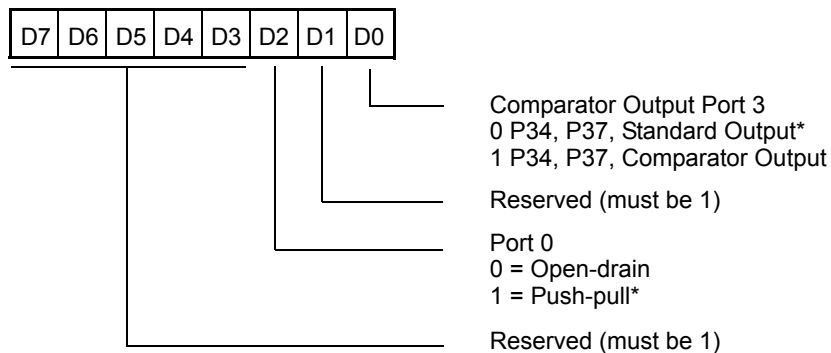 D7 D6 D5 D4 D3 D2 D1 D0
Comparator Output Port 3
0 P34, P37, Standard Output*
1 P34, P37, Comparator Output
Reserved (must be 1)
Port 0
0 = Open-drain
1 = Push-pull*
Reserved (must be 1)